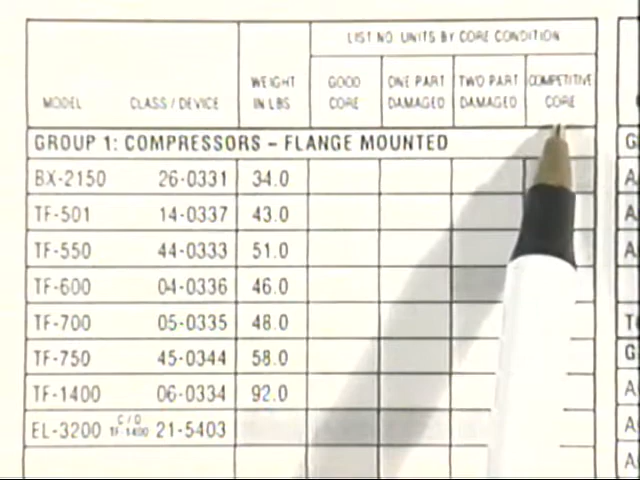 LIST NO. UNITS BY CORE CONDITION
MODEL CLASS / DEVICE WEIGHT IN LBS GOOD CORE ONE PART DAMAGED TWO PART DAMAGED COMPETITIVE CORE
GROUP 1: COMPRESSORS – FLANGE MOUNTED
BX-2150 26-0331 34.0
TF-501 14-0337 43.0
TF-550 44-0333 51.0
TF-600 04-0336 46.0
TF-700 05-0335 48.0
TF-750 45-0344 58.0
TF-1400 06-0334 92.0
EL-3200 C/O TF-1400 21-5403